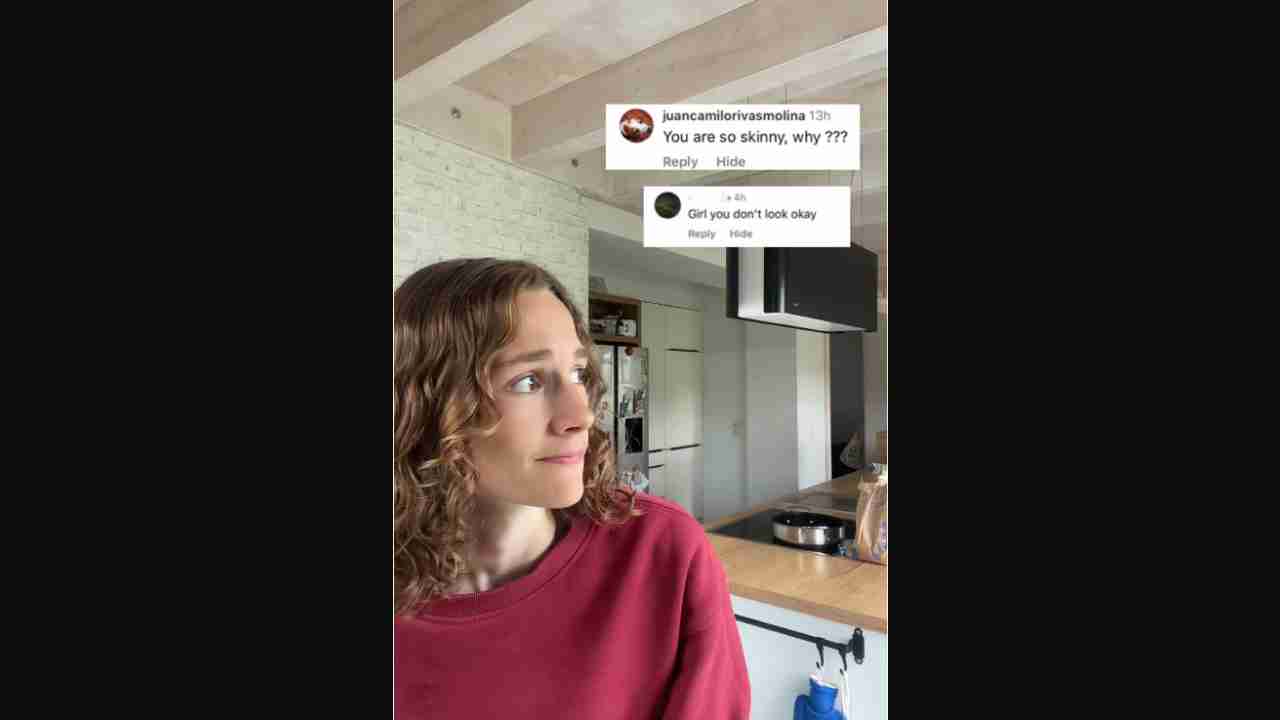 juancamilorivasmolina 13h
You are so skinny, why ???
Reply Hide
4h
Girl you don't look okay
Reply Hide